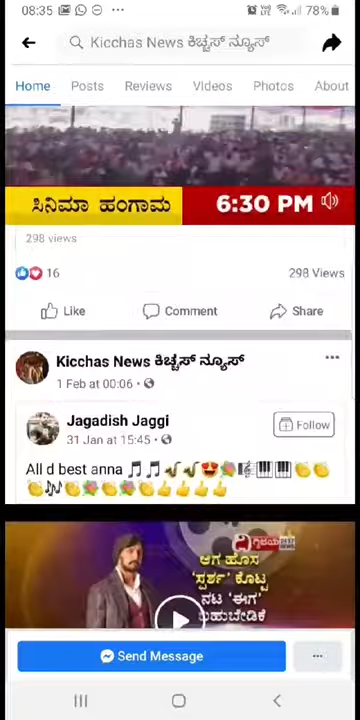 08:35 78%
Kicchas News ಕಿಚ್ಚಸ್ ನ್ಯೂಸ್
Home Posts Reviews Videos Photos About
ಸಿನಿಮಾ ಹಂಗಾಮ 6:30 PM
298 views
16 298 Views
Like Comment Share
Kicchas News ಕಿಚ್ಚಸ್ ನ್ಯೂಸ್
1 Feb at 00:06
Jagadish Jaggi
Follow
31 Jan at 15:45
All d best anna
ಆಗ ಹೊಸ
'ಸ್ಪರ್ಶ' ಕೊಟ್ಟ
ನಟ 'ಈಗ'
ಬಹುಬೇಡಿಕೆ
Send Message